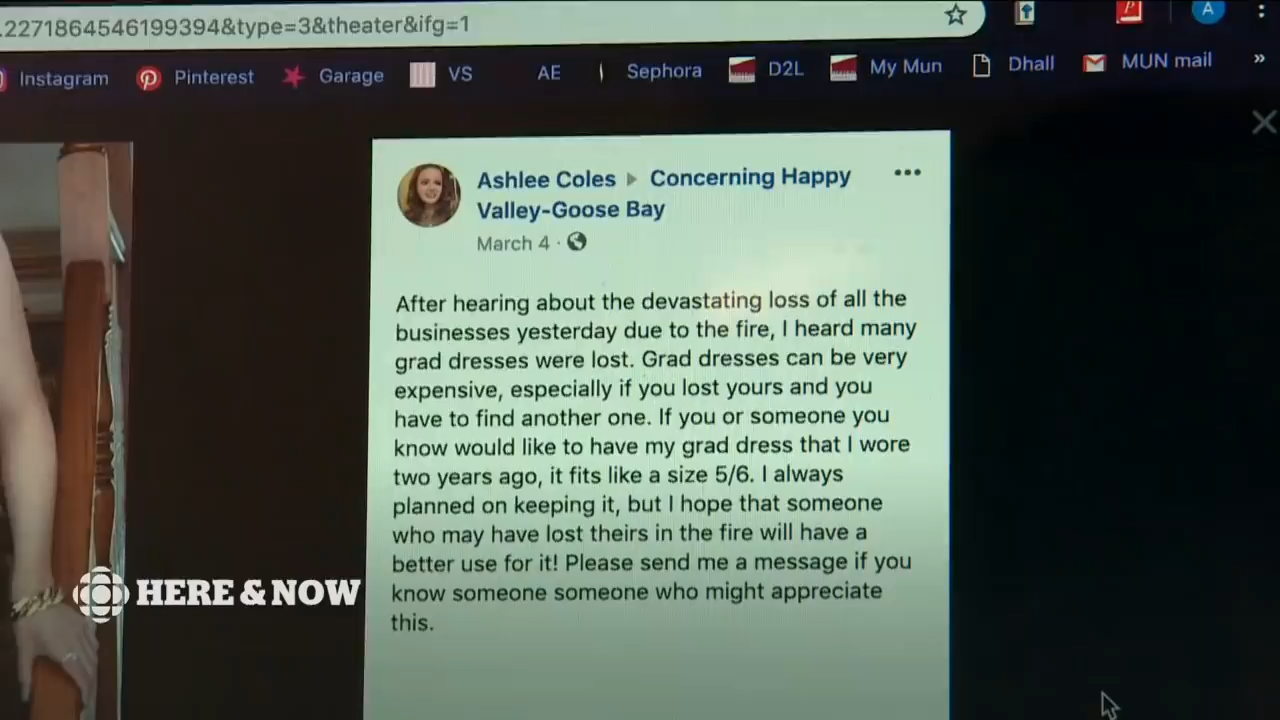 .2271864546199394&type=3&theater&ifg=1
A
Instagram
Pinterest
Garage
VS
AE
Sephora
D2L
My Mun
Dhall
MUN mail
»
Ashlee Coles ▸ Concerning Happy
Valley-Goose Bay
March 4 ·
After hearing about the devastating loss of all the
businesses yesterday due to the fire, I heard many
grad dresses were lost. Grad dresses can be very
expensive, especially if you lost yours and you
have to find another one. If you or someone you
know would like to have my grad dress that I wore
two years ago, it fits like a size 5/6. I always
planned on keeping it, but I hope that someone
who may have lost theirs in the fire will have a
better use for it! Please send me a message if you
know someone someone who might appreciate
this.
HERE & NOW